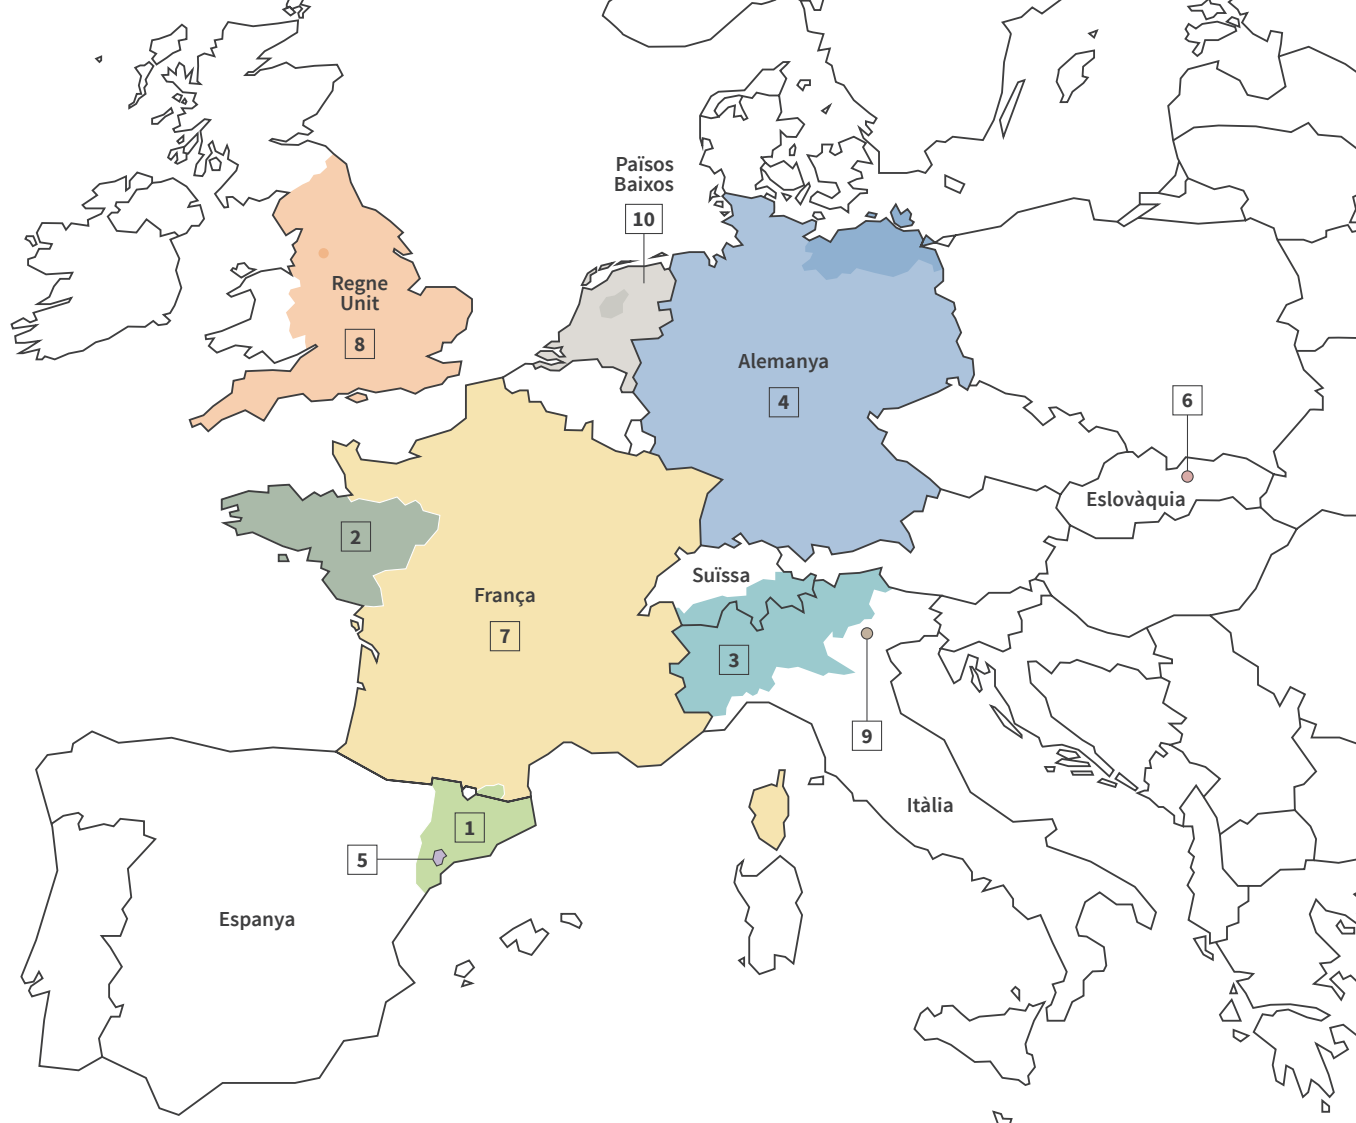 Països
Baixos
10
Regne
Unit
8
Alemanya
4
6
Eslovàquia
2
Suïssa
França
7
3
9
1
5
Itàlia
Espanya